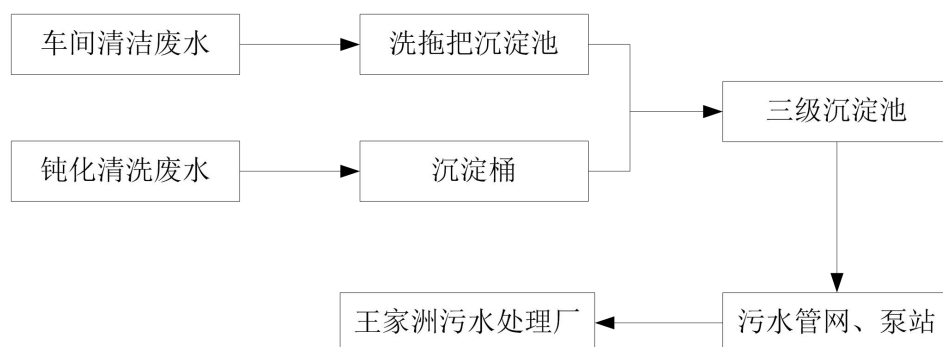 车间清洁废水
洗拖把沉淀池
三级沉淀池
钝化清洗废水
沉淀桶
王家洲污水处理厂
污水管网、泵站